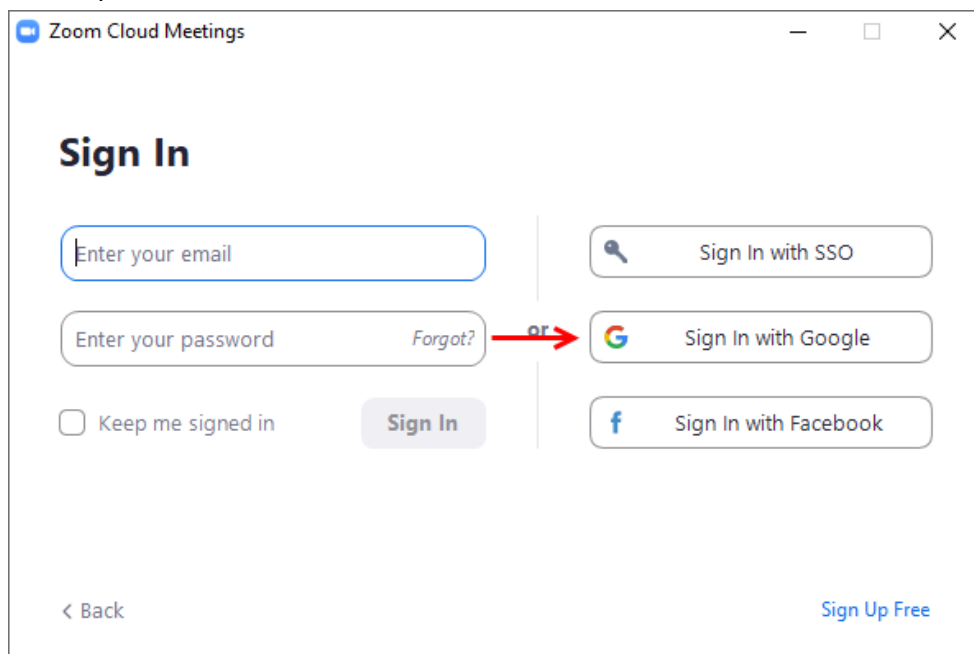 Zoom Cloud Meetings
Sign In
Enter your email
Enter your password Forgot?
Keep me signed in Sign In
or
Sign In with SSO
Sign In with Google
Sign In with Facebook
< Back
Sign Up Free